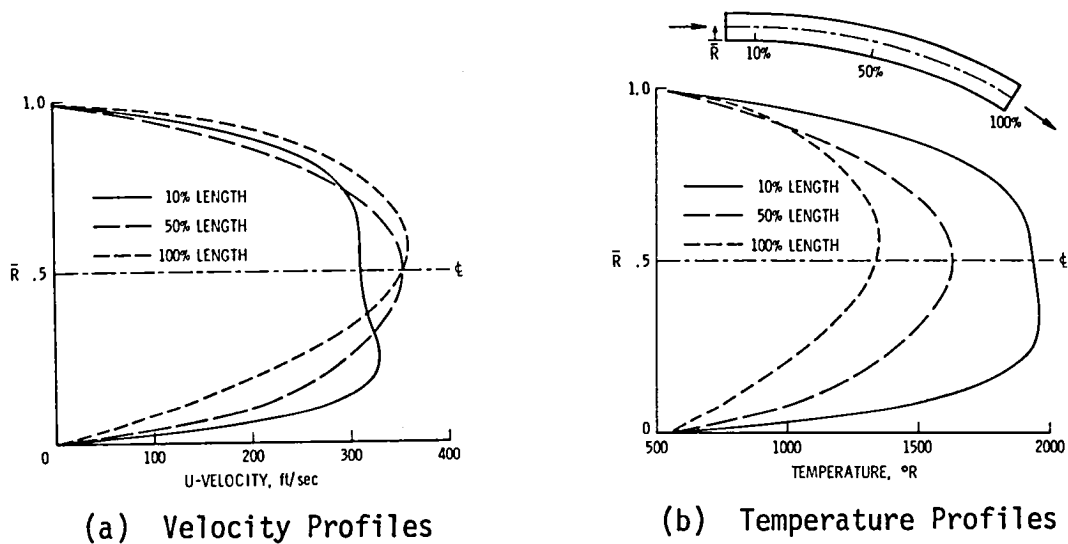 R̅
10%
50%
100%
1.0
10% LENGTH
50% LENGTH
100% LENGTH
R̅ .5
℄
0
0 100 200 300 400
U-VELOCITY, ft/sec
(a) Velocity Profiles
1.0
10% LENGTH
50% LENGTH
100% LENGTH
R̅ .5
℄
0
500 1000 1500 2000
TEMPERATURE, °R
(b) Temperature Profiles